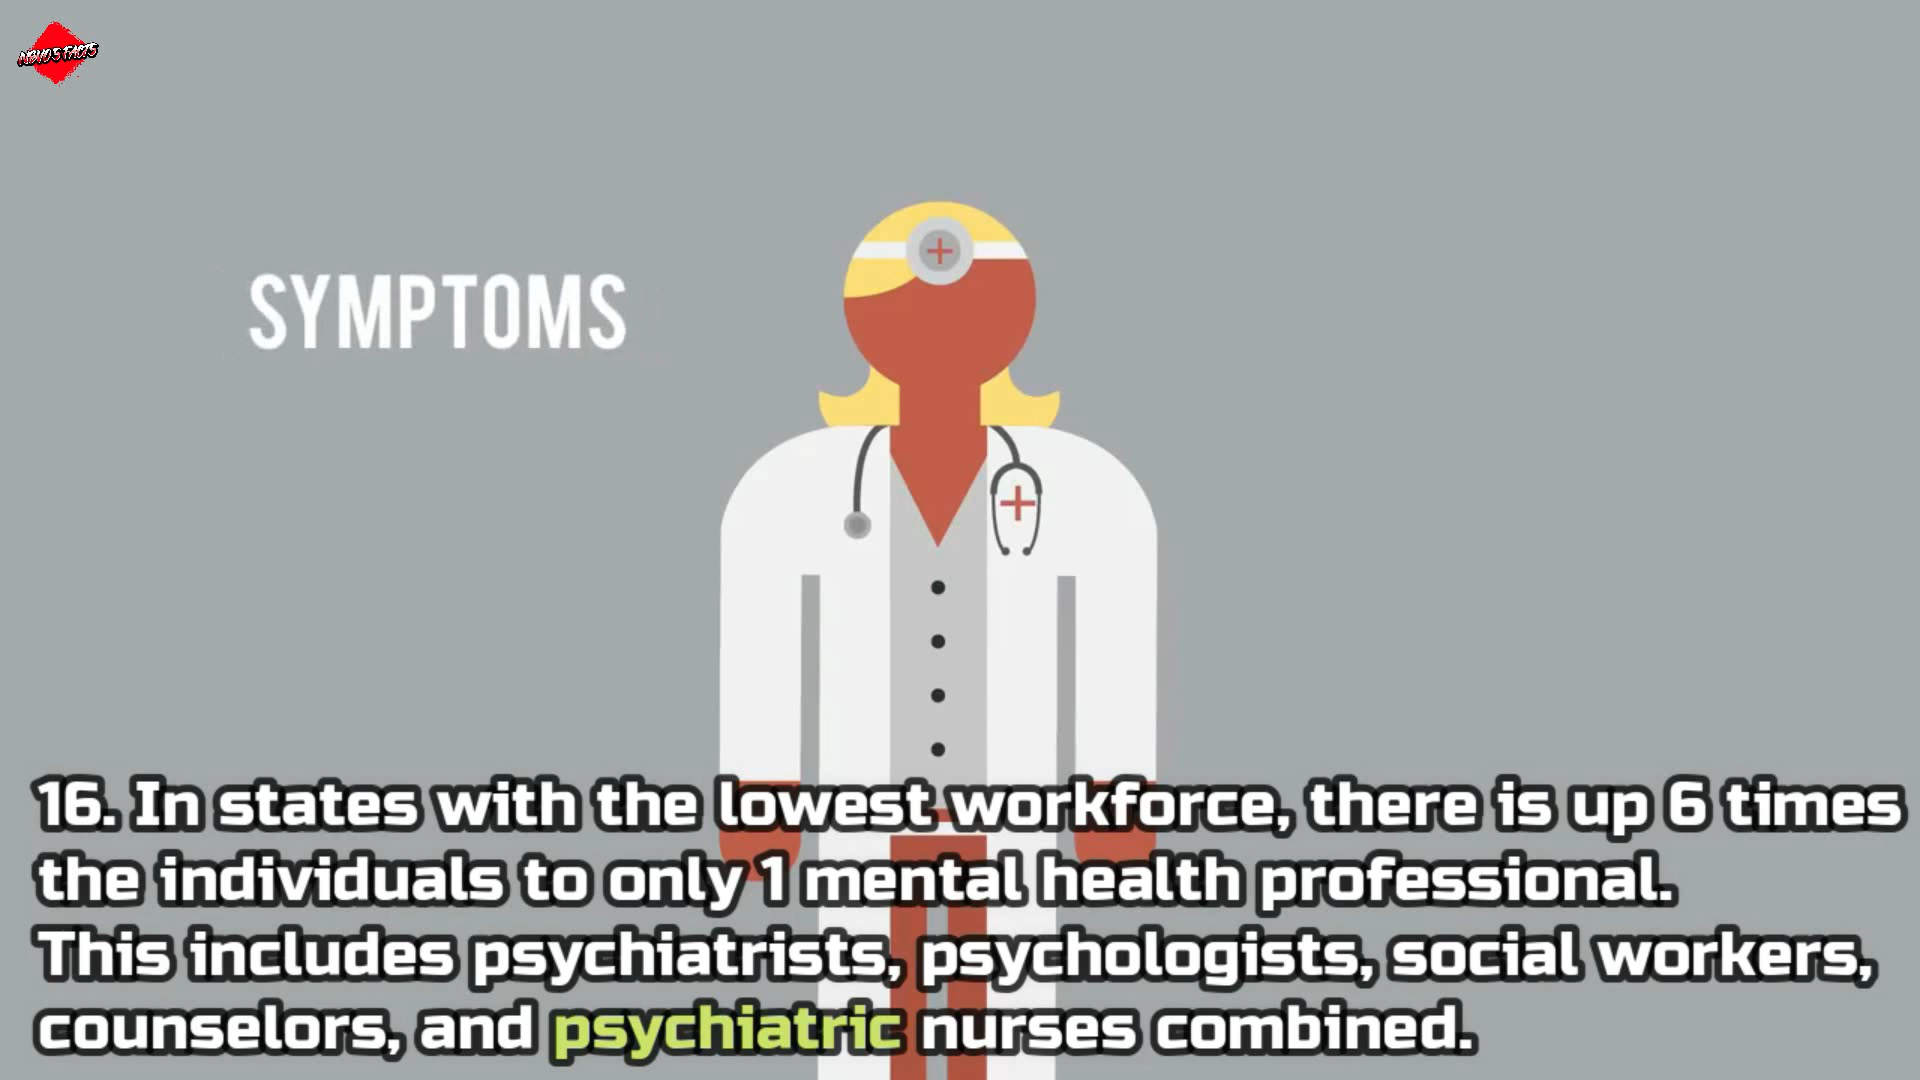 SYMPTOMS
16. In states with the lowest workforce, there is up 6 times
the individuals to only 1 mental health professional.
This includes psychiatrists, psychologists, social workers,
counselors, and psychiatric nurses combined.